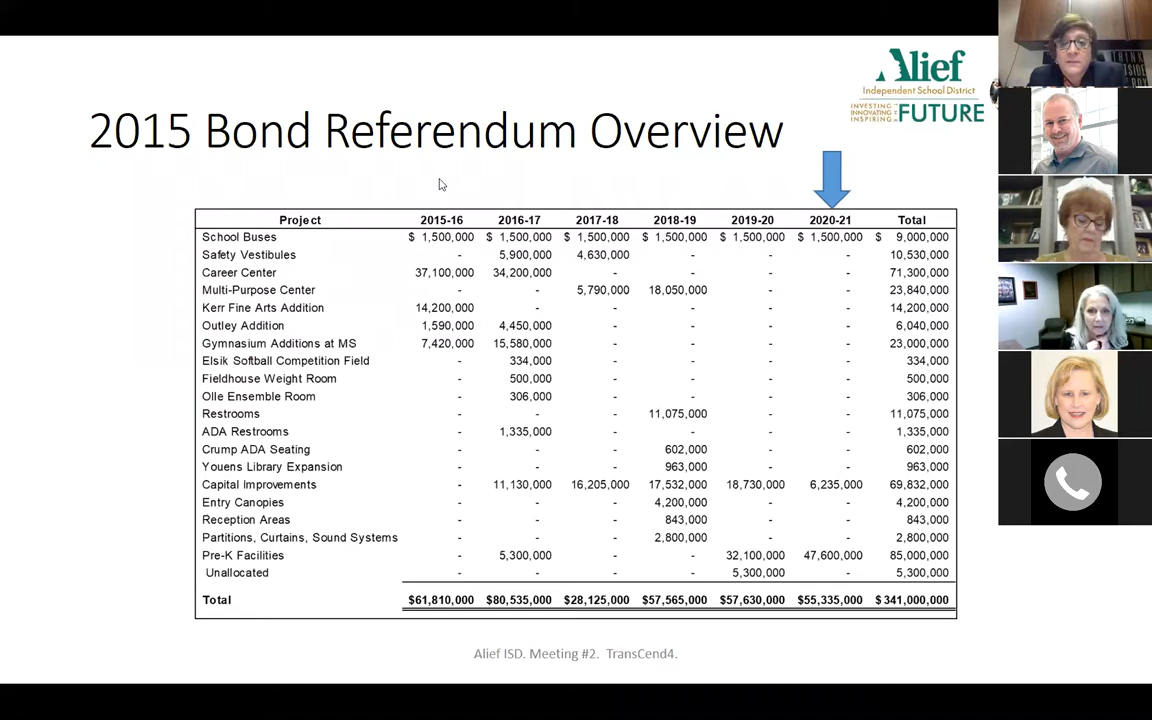 Alief
Independent School District
INVESTING IN
INNOVATING
INSPIRING
FUTURE
2015 Bond Referendum Overview
Project 2015-16 2016-17 2017-18 2018-19 2019-20 2020-21 Total
School Buses $ 1,500,000 $ 1,500,000 $ 1,500,000 $ 1,500,000 $ 1,500,000 $ 1,500,000 $ 9,000,000
Safety Vestibules - 5,900,000 4,630,000 - - - 10,530,000
Career Center 37,100,000 34,200,000 - - - - 71,300,000
Multi-Purpose Center - - 5,790,000 18,050,000 - - 23,840,000
Kerr Fine Arts Addition 14,200,000 - - - - - 14,200,000
Outley Addition 1,590,000 4,450,000 - - - - 6,040,000
Gymnasium Additions at MS 7,420,000 15,580,000 - - - - 23,000,000
Elsik Softball Competition Field - 334,000 - - - - 334,000
Fieldhouse Weight Room - 500,000 - - - - 500,000
Olle Ensemble Room - 306,000 - - - - 306,000
Restrooms - - - 11,075,000 - - 11,075,000
ADA Restrooms - 1,335,000 - - - - 1,335,000
Crump ADA Seating - - - 602,000 - - 602,000
Youens Library Expansion - - - 963,000 - - 963,000
Capital Improvements - 11,130,000 16,205,000 17,532,000 18,730,000 6,235,000 69,832,000
Entry Canopies - - - 4,200,000 - - 4,200,000
Reception Areas - - - 843,000 - - 843,000
Partitions, Curtains, Sound Systems - - - 2,800,000 - - 2,800,000
Pre-K Facilities - 5,300,000 - - 32,100,000 47,600,000 85,000,000
Unallocated - - - - 5,300,000 - 5,300,000
Total $61,810,000 $80,535,000 $28,125,000 $57,565,000 $57,630,000 $55,335,000 $ 341,000,000
Alief ISD. Meeting #2. TransCend4.